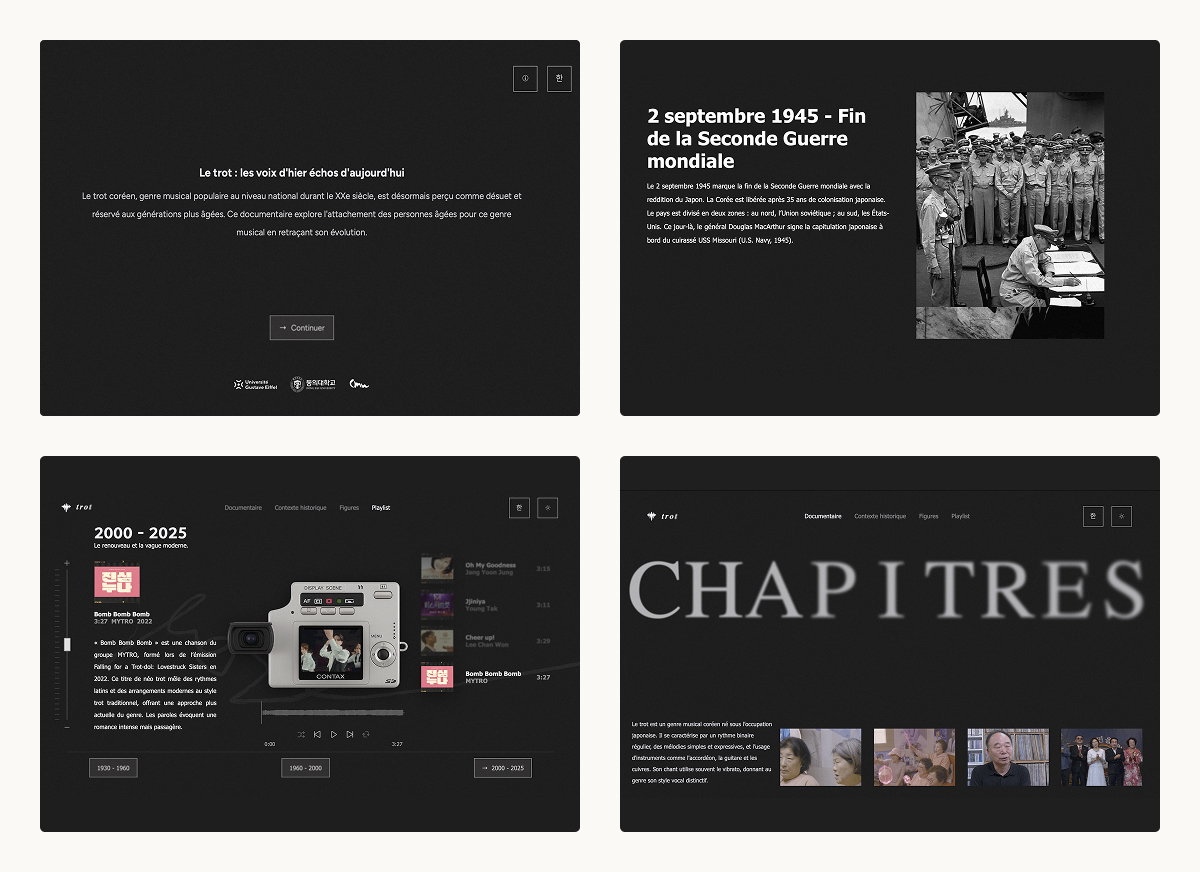 ⓘ
한
Le trot : les voix d'hier échos d'aujourd'hui
Le trot coréen, genre musical populaire au niveau national durant le XXe siècle, est désormais perçu comme désuet et
réservé aux générations plus âgées. Ce documentaire explore l'attachement des personnes âgées pour ce genre
musical en retraçant son évolution.
→ Continuer
Université
Gustave Eiffel
동의대학교
2 septembre 1945 - Fin
de la Seconde Guerre
mondiale
Le 2 septembre 1945 marque la fin de la Seconde Guerre mondiale avec la
reddition du Japon. La Corée est libérée après 35 ans de colonisation japonaise.
Le pays est divisé en deux zones : au nord, l'Union soviétique ; au sud, les États-
Unis. Ce jour-là, le général Douglas MacArthur signe la capitulation japonaise à
bord du cuirassé USS Missouri (U.S. Navy, 1945).
trot
Documentaire
Contexte historique
Figures
Playlist
한
2000 - 2025
Le renouveau et la vague moderne.
진심
누나
Bomb Bomb Bomb
3:27 MYTRO 2022
« Bomb Bomb Bomb » est une chanson du
groupe MYTRO, formé lors de l'émission
Falling for a Trot-dol: Lovestruck Sisters en
2022. Ce titre de néo trot mêle des rythmes
latins et des arrangements modernes au style
trot traditionnel, offrant une approche plus
actuelle du genre. Les paroles évoquent une
romance intense mais passagère.
DISPLAY SCENE
AF
MENU
CONTAX
SD
Oh My Goodness
Jang Yoon Jung
3:15
Jjiniya
Young Tak
3:11
Cheer up!
Lee Chan Won
3:29
진심
누나
Bomb Bomb Bomb
MYTRO
3:27
0:00
3:27
1930 - 1960
1960 - 2000
→ 2000 - 2025
trot
Documentaire
Contexte historique
Figures
Playlist
한
CHAPITRES
Le trot est un genre musical coréen né sous l'occupation
japonaise. Il se caractérise par un rythme binaire
régulier, des mélodies simples et expressives, et l'usage
d'instruments comme l'accordéon, la guitare et les
cuivres. Son chant utilise souvent le vibrato, donnant au
genre son style vocal distinctif.